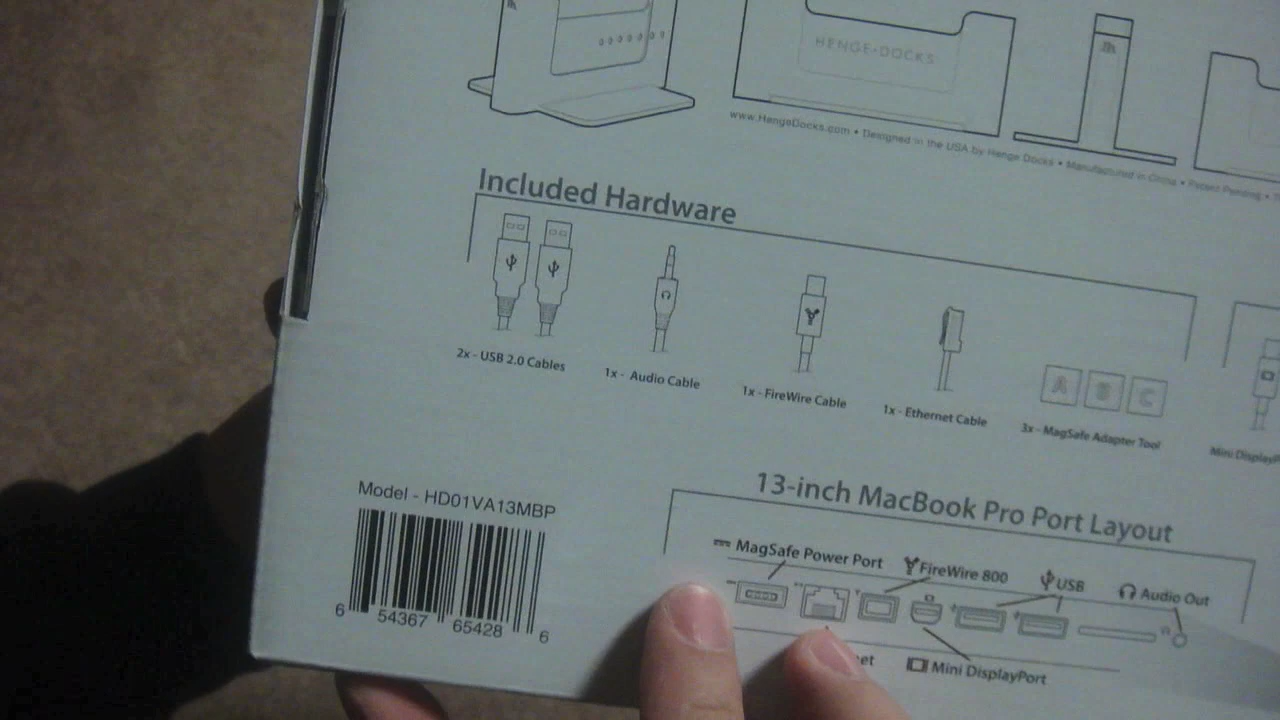 HENGE-DOCKS
www.HengeDocks.com • Designed in the USA by Henge Docks • Manufactured in China • Patent Pending •
Included Hardware
2x - USB 2.0 Cables
1x - Audio Cable
1x - FireWire Cable
1x - Ethernet Cable
A B C
3x - MagSafe Adapter Tool
Mini DisplayP
Model - HD01VA13MBP
6 54367 65428 6
13-inch MacBook Pro Port Layout
MagSafe Power Port
FireWire 800
USB
Audio Out
et
Mini DisplayPort